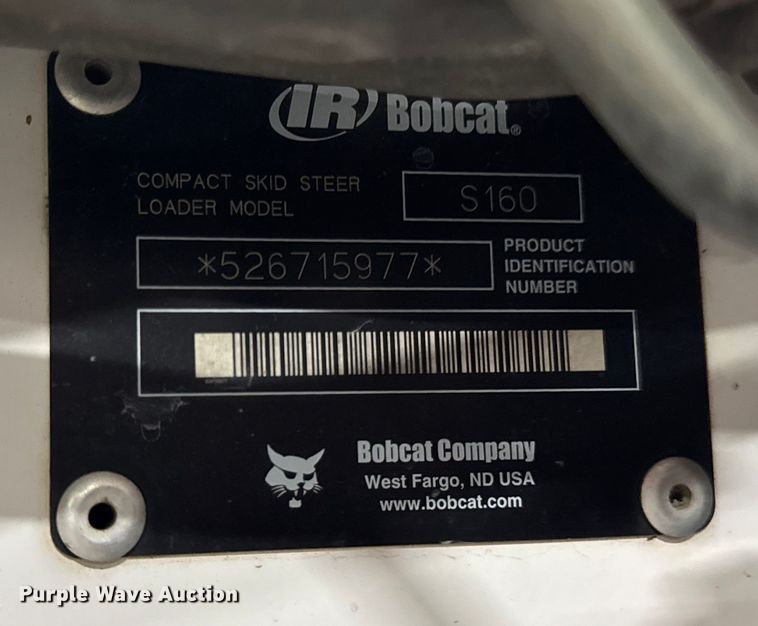 IR Bobcat®
COMPACT SKID STEER
LOADER MODEL
S160
*526715977*
PRODUCT
IDENTIFICATION
NUMBER
Bobcat Company
West Fargo, ND USA
www.bobcat.com
Purple Wave Auction